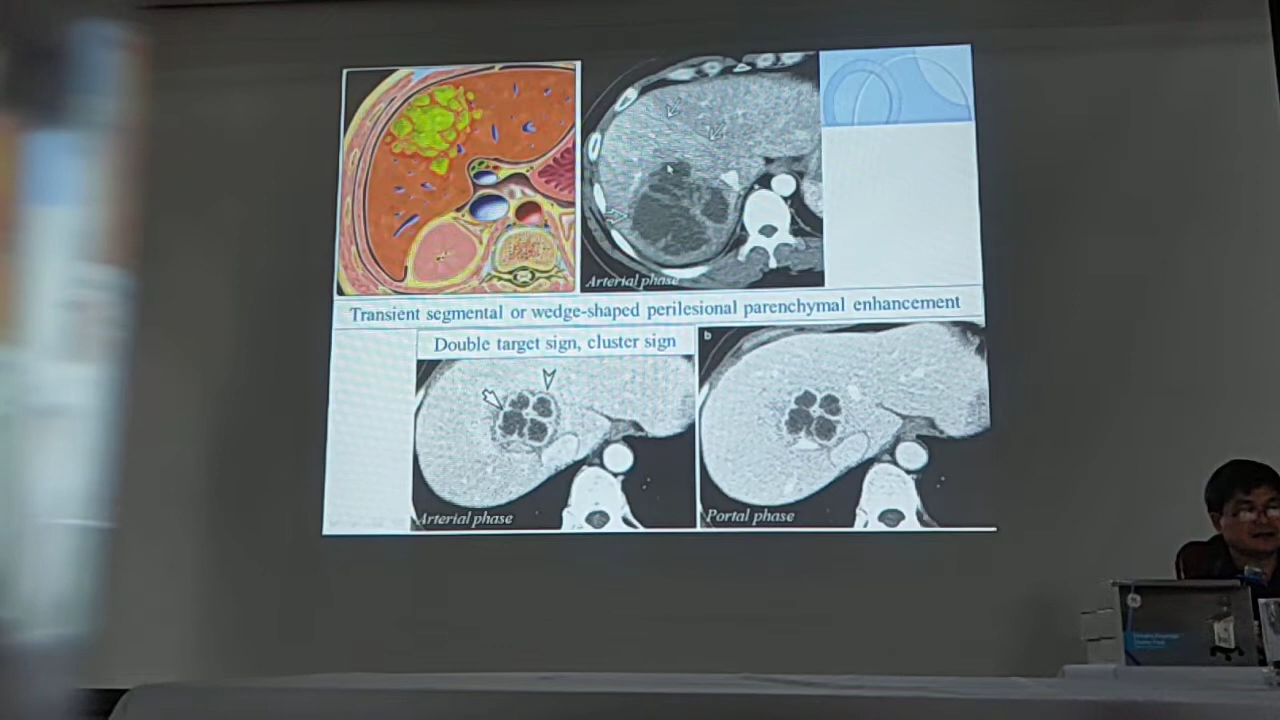 Arterial phase
Transient segmental or wedge-shaped perilesional parenchymal enhancement
Double target sign, cluster sign
b
Arterial phase
Portal phase